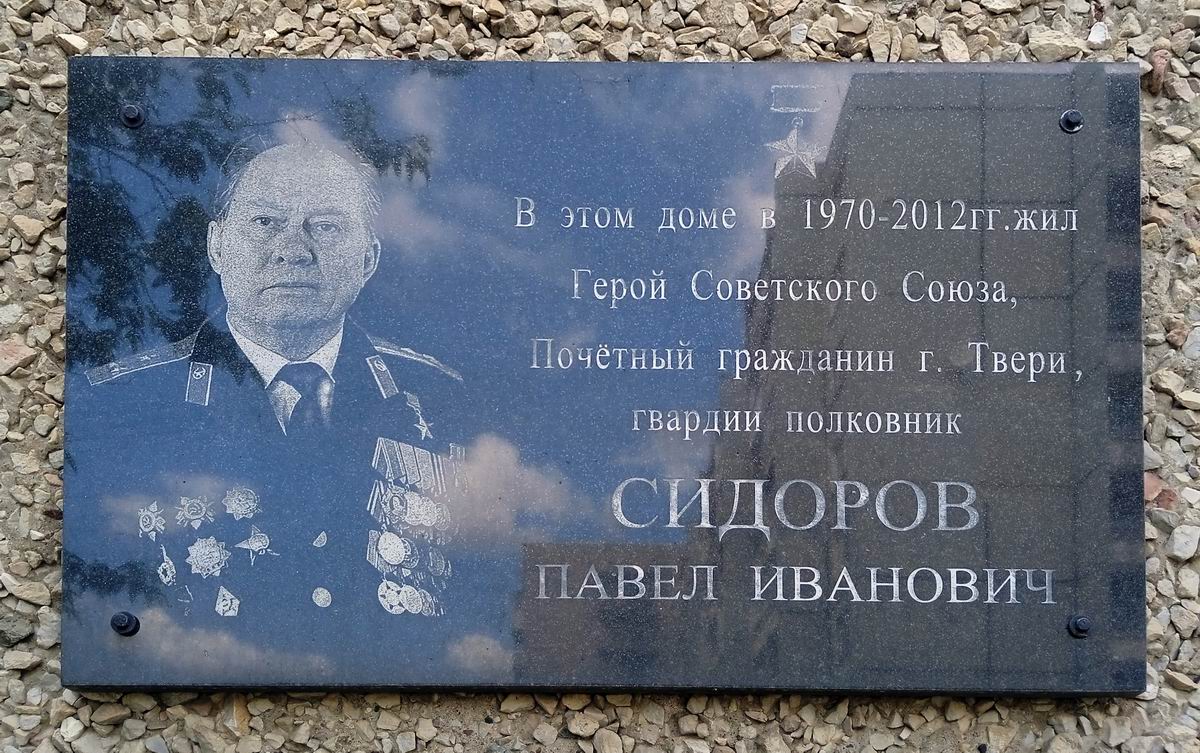 В этом доме в 1970-2012гг.жил
Герой Советского Союза,
Почётный гражданин г. Твери,
гвардии полковник
СИДОРОВ
ПАВЕЛ ИВАНОВИЧ